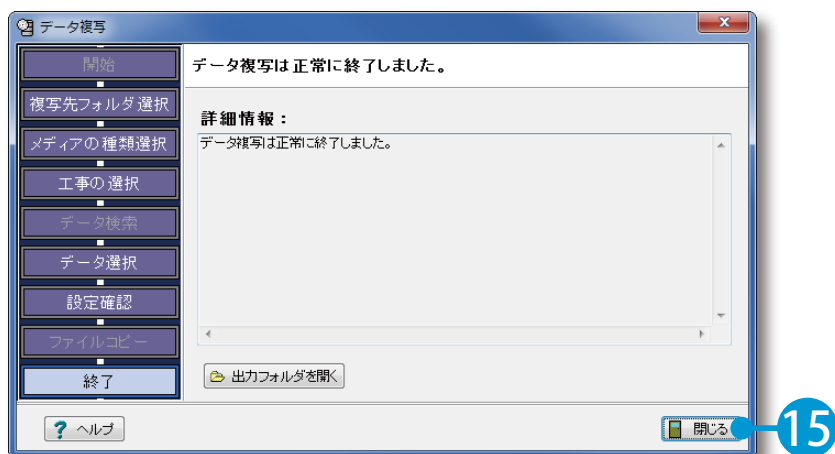 データ複写
開始
複写先フォルダ選択
メディアの種類選択
工事の選択
データ検索
データ選択
設定確認
ファイルコピー
終了
データ複写は正常に終了しました。
詳細情報：
データ複写は正常に終了しました。
出力フォルダを開く
? ヘルプ
閉じる
15